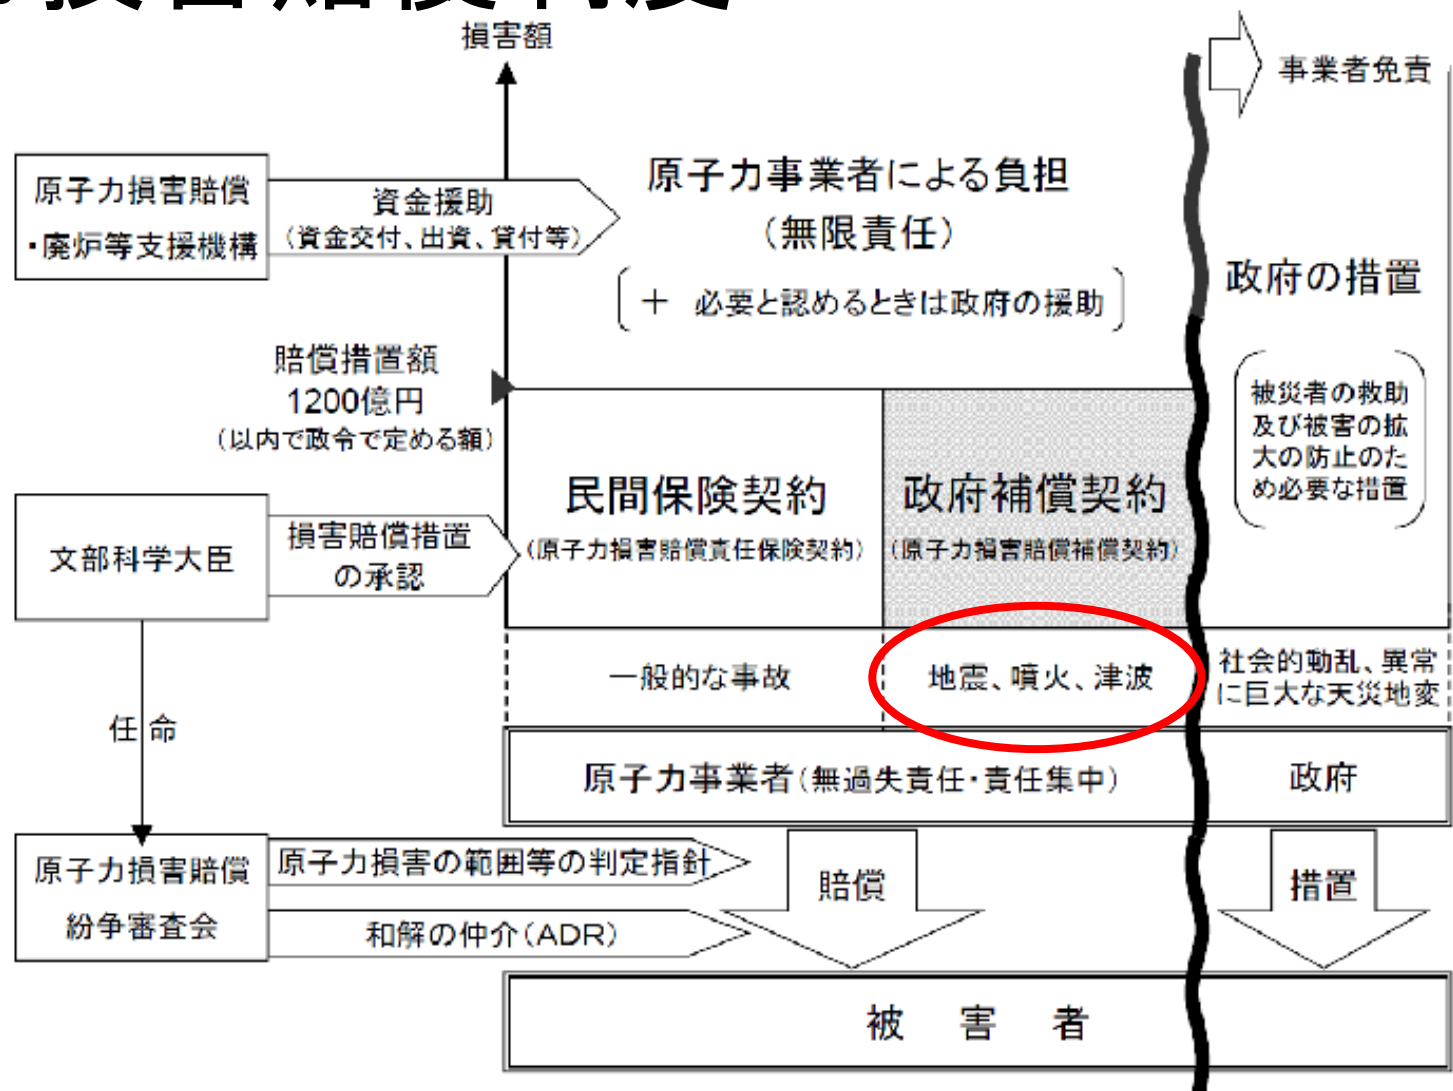 損害賠償制度
損害額
事業者免責
原子力損害賠償
・廃炉等支援機構
資金援助
(資金交付、出資、貸付等)
原子力事業者による負担
(無限責任)
+ 必要と認めるときは政府の援助
政府の措置
被災者の救助
及び被害の拡
大の防止のた
め必要な措置
賠償措置額
1200億円
(以内で政令で定める額)
民間保険契約
(原子力損害賠償責任保険契約)
政府補償契約
(原子力損害賠償補償契約)
文部科学大臣
損害賠償措置
の承認
一般的な事故
地震、噴火、津波
社会的動乱、異常
に巨大な天災地変
任命
原子力事業者(無過失責任・責任集中)
政府
原子力損害賠償
紛争審査会
原子力損害の範囲等の判定指針
和解の仲介(ADR)
賠償
措置
被害者